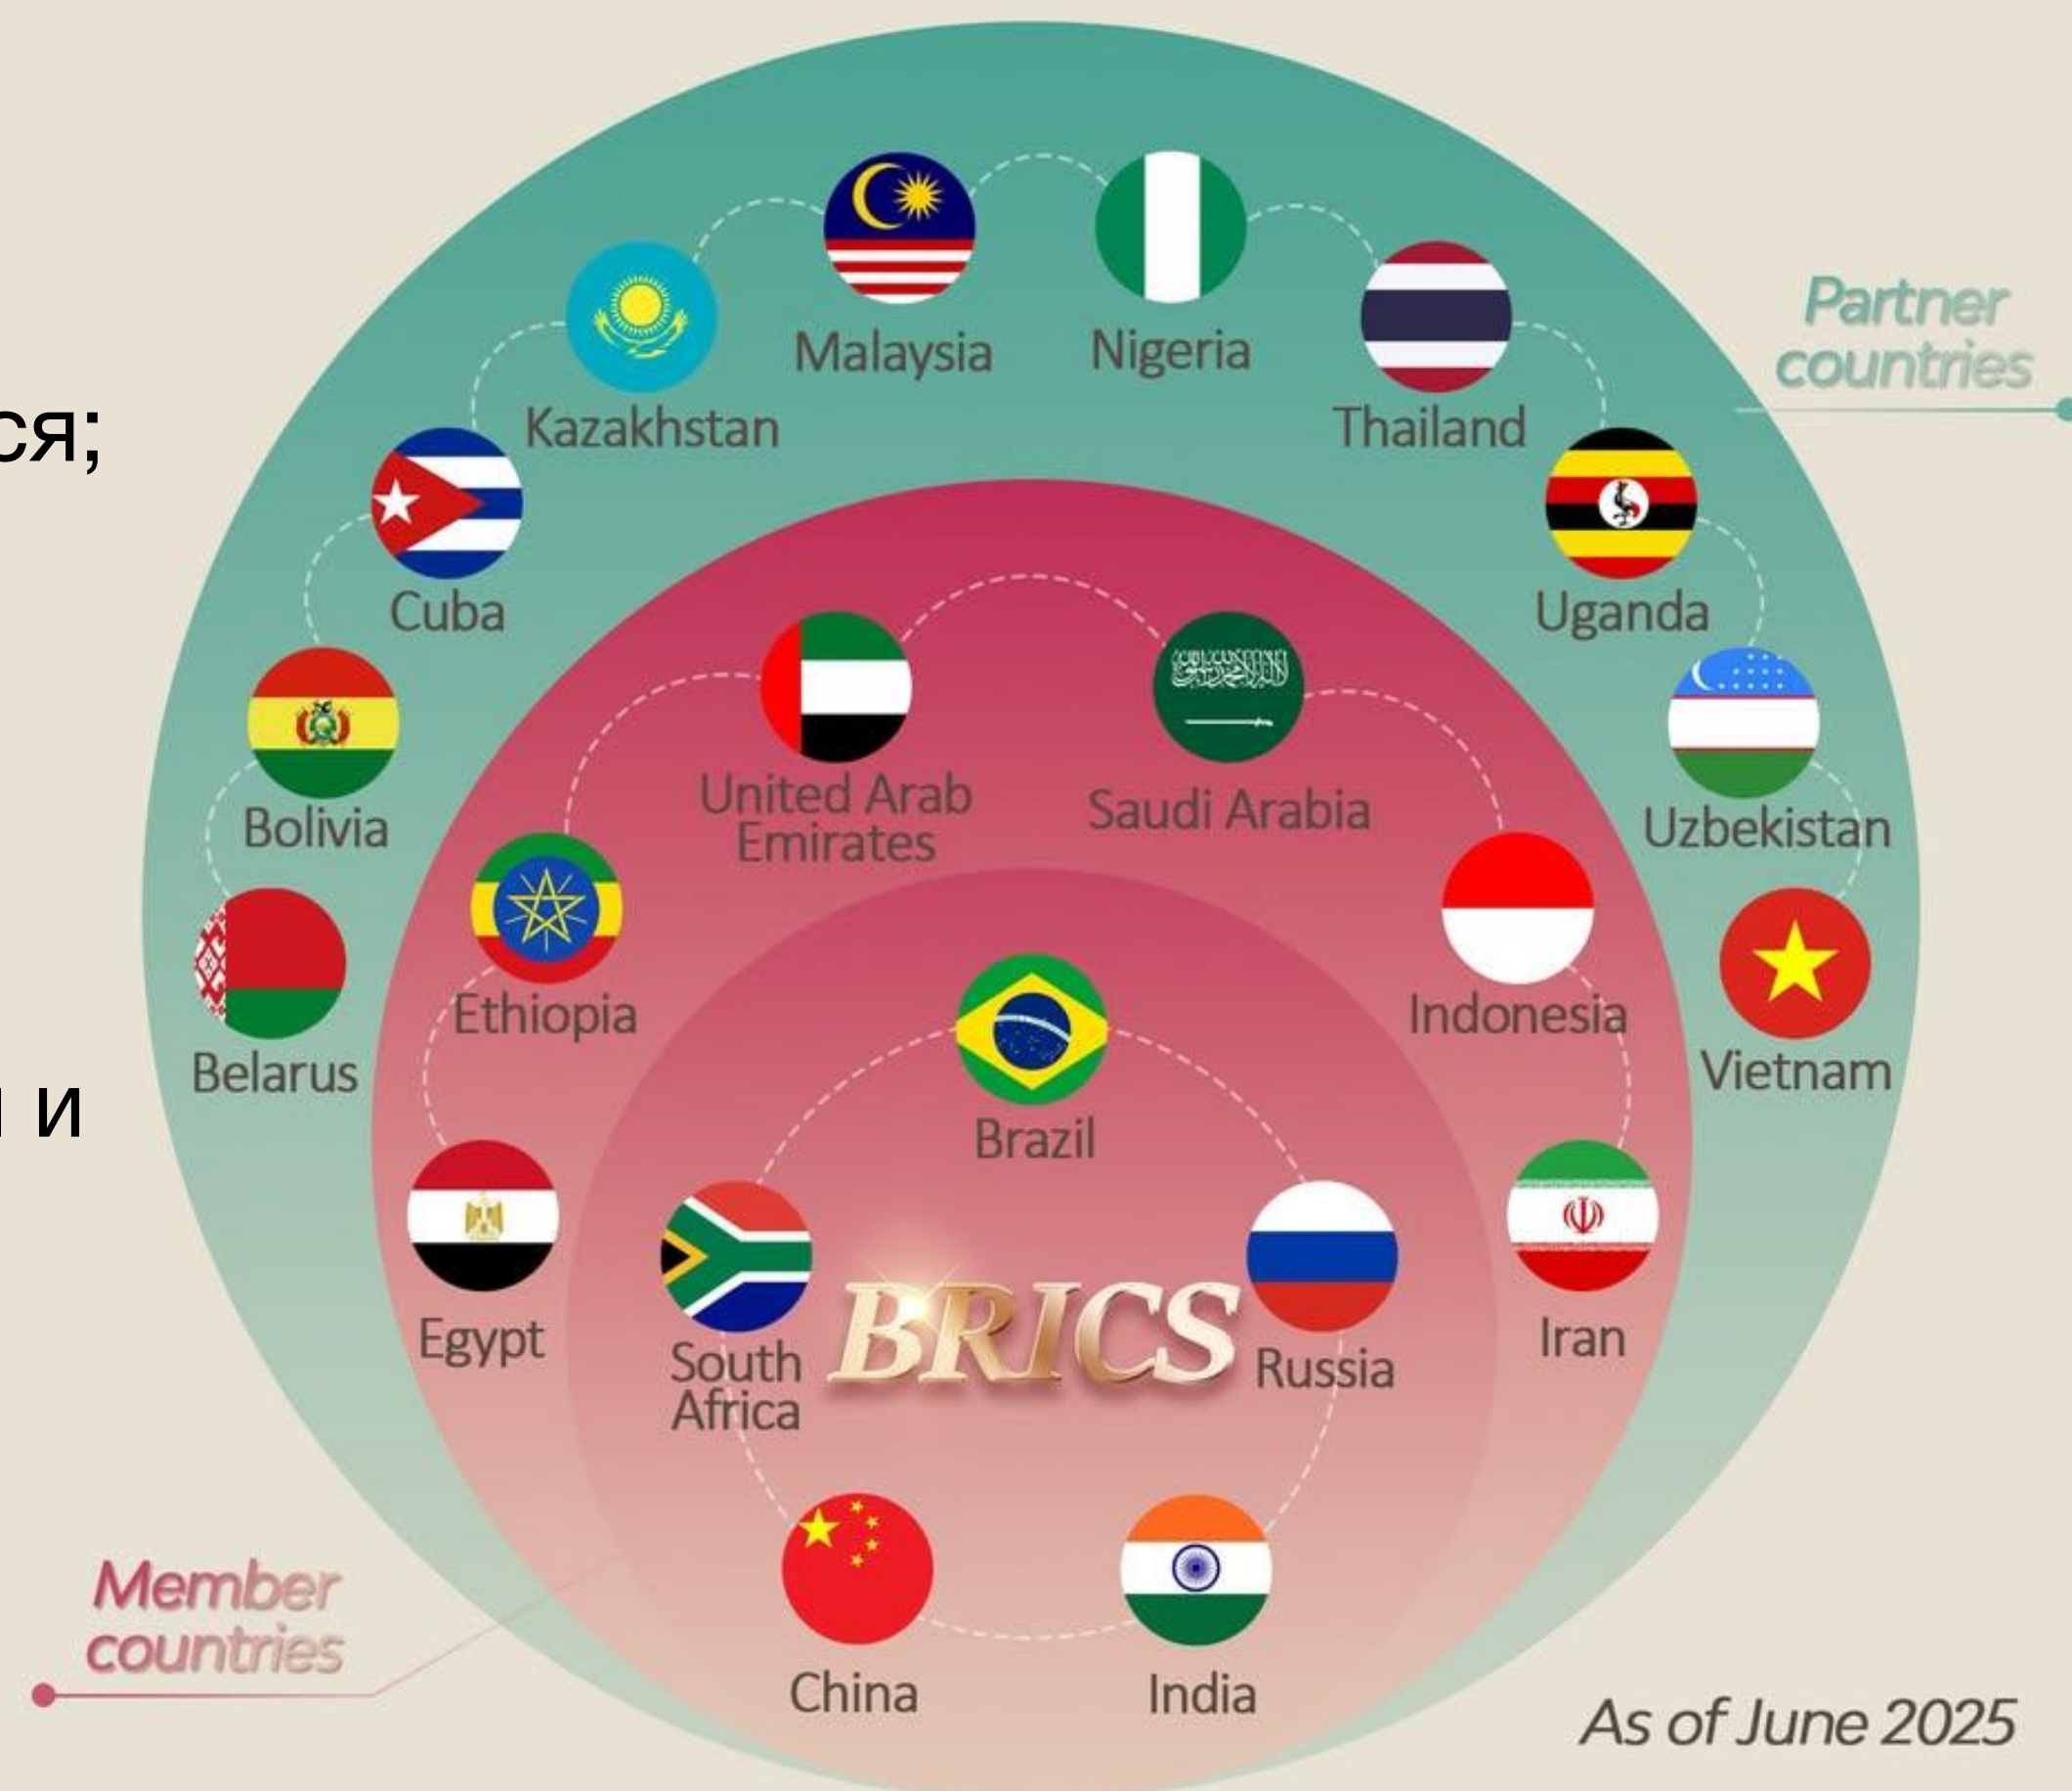 Malaysia
Nigeria
Kazakhstan
Thailand
Partner
countries
ся;
Cuba
Uganda
United Arab
Emirates
Saudi Arabia
Bolivia
Uzbekistan
Ethiopia
Indonesia
Belarus
Vietnam
и
Brazil
Egypt
South
Africa
BRICS
Russia
Iran
Member
countries
China
India
As of June 2025